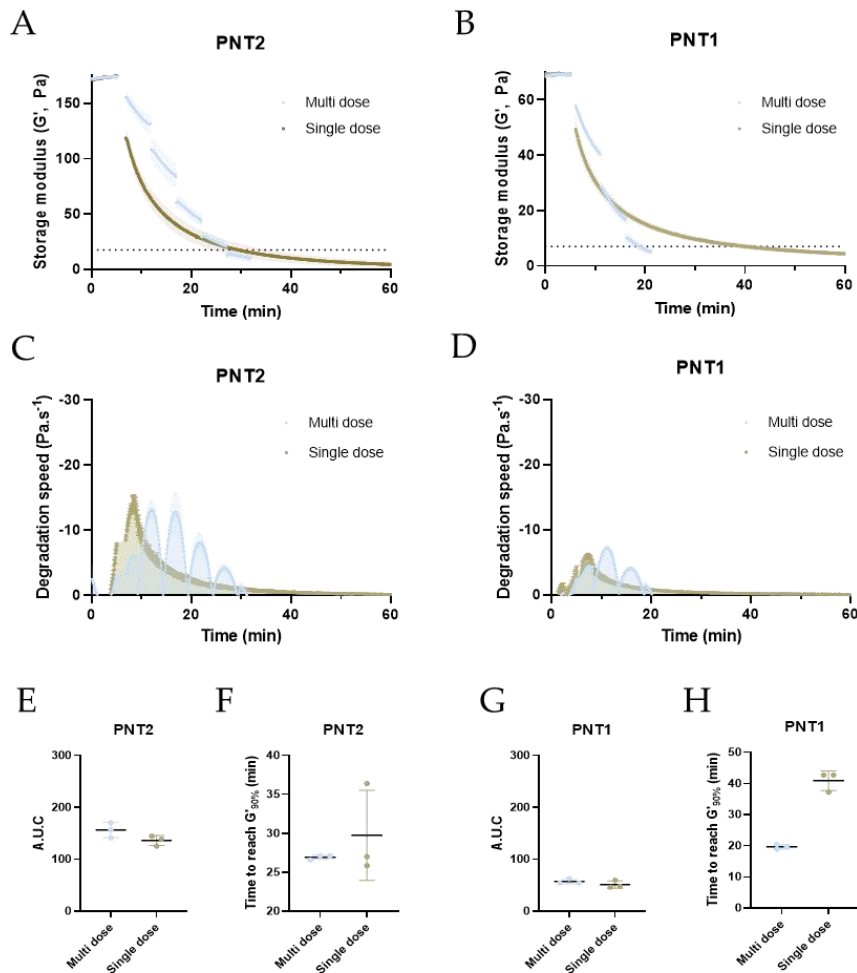 A
PNT2
Storage modulus (G', Pa)
150
100
50
0
0 20 40 60
Time (min)
Multi dose
Single dose
B
PNT1
Storage modulus (G', Pa)
60
40
20
0
0 20 40 60
Time (min)
Multi dose
Single dose
C
PNT2
Degradation speed (Pa.s-1)
-30
-20
-10
0
0 20 40 60
Time (min)
Multi dose
Single dose
D
PNT1
Degradation speed (Pa.s-1)
-30
-20
-10
0
0 20 40 60
Time (min)
Multi dose
Single dose
E
PNT2
A.U.C
300
200
100
0
Multi dose
Single dose
F
PNT2
Time to reach G'90% (min)
40
35
30
25
20
Multi dose
Single dose
G
PNT1
A.U.C
300
200
100
0
Multi dose
Single dose
H
PNT1
Time to reach G'90% (min)
50
40
30
20
10
0
Multi dose
Single dose